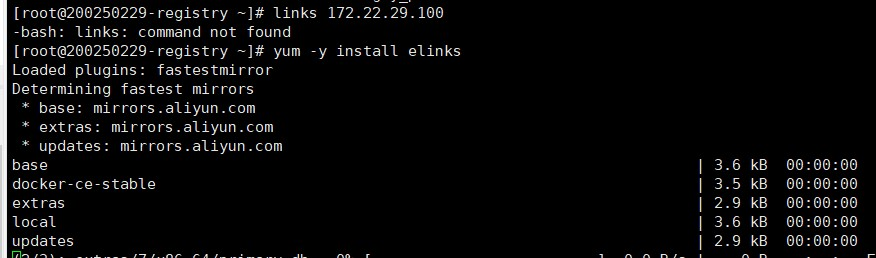 [root@200250229-registry ~]# links 172.22.29.100
-bash: links: command not found
[root@200250229-registry ~]# yum -y install elinks
Loaded plugins: fastestmirror
Determining fastest mirrors
 * base: mirrors.aliyun.com
 * extras: mirrors.aliyun.com
 * updates: mirrors.aliyun.com
base | 3.6 kB 00:00:00
docker-ce-stable | 3.5 kB 00:00:00
extras | 2.9 kB 00:00:00
local | 3.6 kB 00:00:00
updates | 2.9 kB 00:00:00